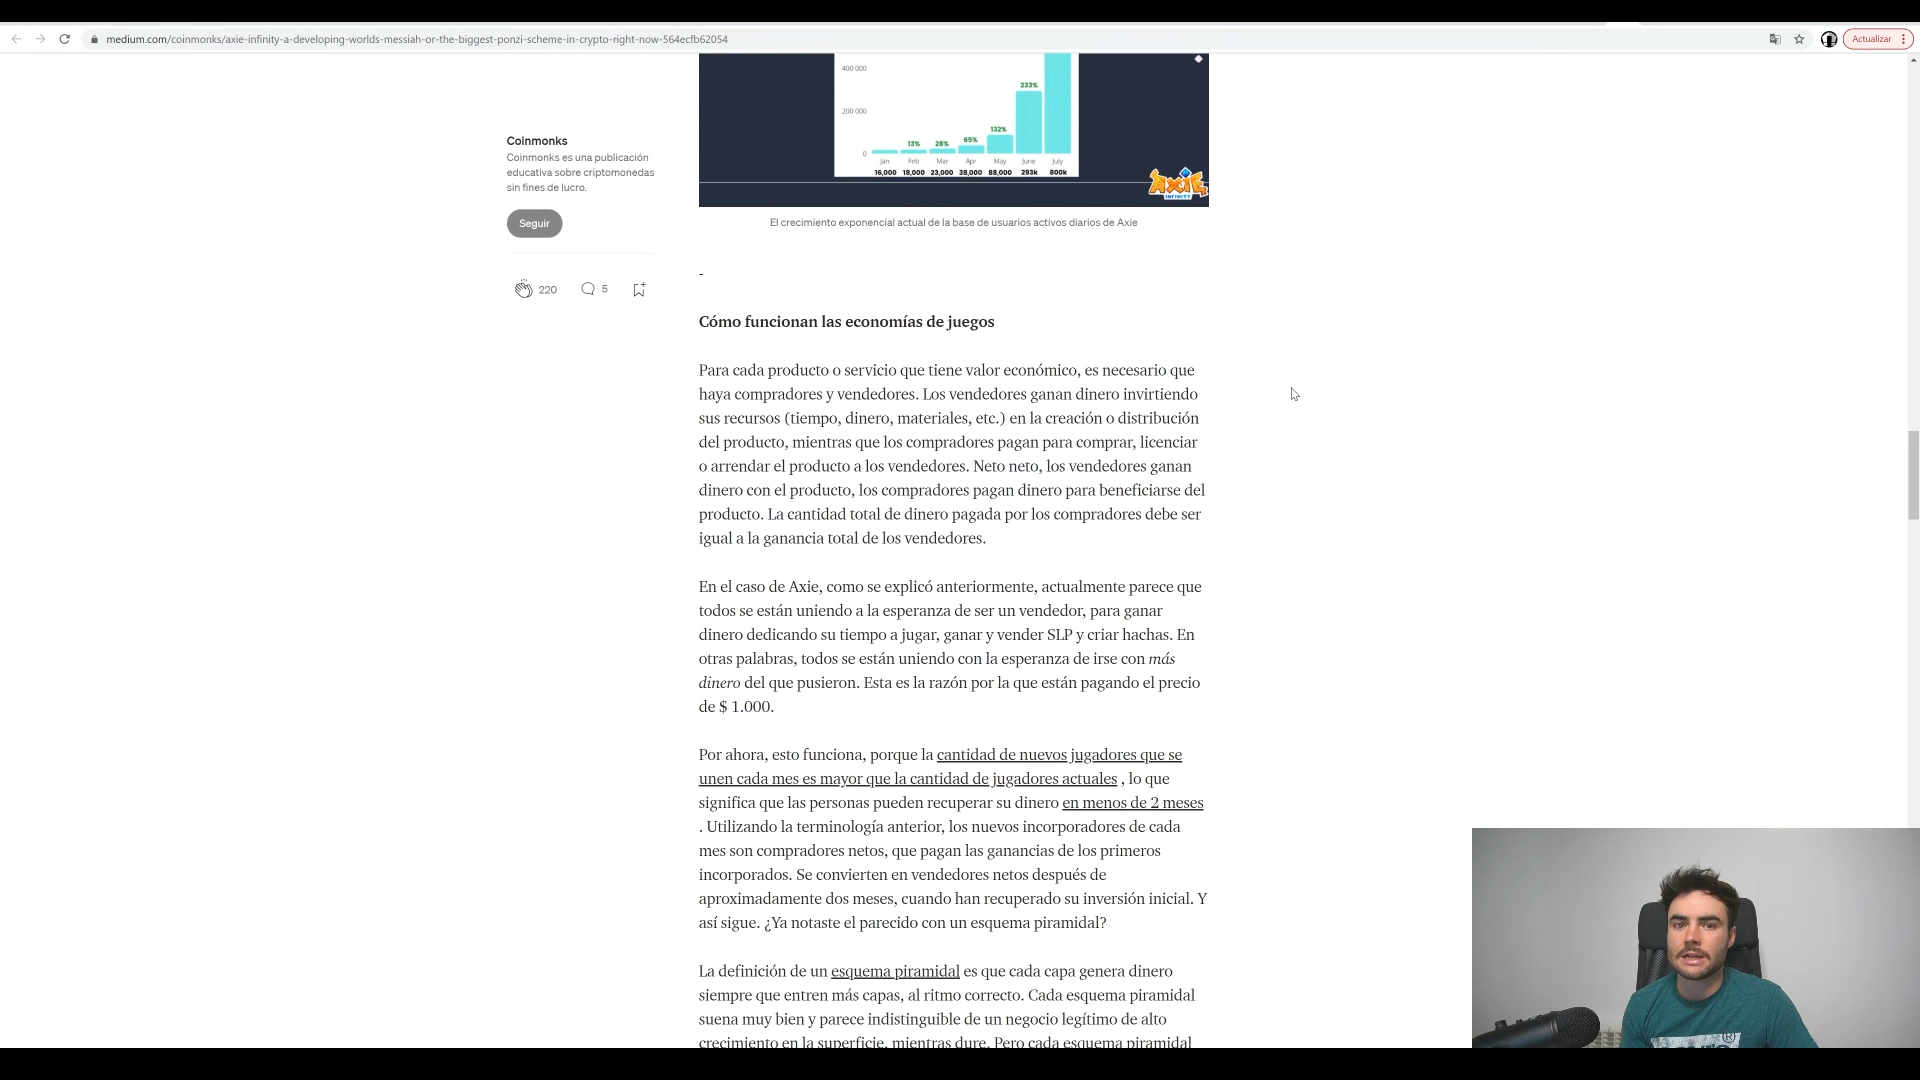 medium.com/coinmonks/axie-infinity-a-developing-worlds-messiah-or-the-biggest-ponzi-scheme-in-crypto-right-now-564ecfb62054
Actualizar
400 000
200 000
0
13%
28%
65%
132%
233%
Jan Feb Mar Apr May June July
16,000 18,000 23,000 38,000 88,000 293k 800k
AXIE
INFINITY
El crecimiento exponencial actual de la base de usuarios activos diarios de Axie
Coinmonks
Coinmonks es una publicación
educativa sobre criptomonedas
sin fines de lucro.
Seguir
220
5
-
Cómo funcionan las economías de juegos
Para cada producto o servicio que tiene valor económico, es necesario que
haya compradores y vendedores. Los vendedores ganan dinero invirtiendo
sus recursos (tiempo, dinero, materiales, etc.) en la creación o distribución
del producto, mientras que los compradores pagan para comprar, licenciar
o arrendar el producto a los vendedores. Neto neto, los vendedores ganan
dinero con el producto, los compradores pagan dinero para beneficiarse del
producto. La cantidad total de dinero pagada por los compradores debe ser
igual a la ganancia total de los vendedores.
En el caso de Axie, como se explicó anteriormente, actualmente parece que
todos se están uniendo a la esperanza de ser un vendedor, para ganar
dinero dedicando su tiempo a jugar, ganar y vender SLP y criar hachas. En
otras palabras, todos se están uniendo con la esperanza de irse con más
dinero del que pusieron. Esta es la razón por la que están pagando el precio
de $ 1.000.
Por ahora, esto funciona, porque la cantidad de nuevos jugadores que se
unen cada mes es mayor que la cantidad de jugadores actuales , lo que
significa que las personas pueden recuperar su dinero en menos de 2 meses
. Utilizando la terminología anterior, los nuevos incorporadores de cada
mes son compradores netos, que pagan las ganancias de los primeros
incorporados. Se convierten en vendedores netos después de
aproximadamente dos meses, cuando han recuperado su inversión inicial. Y
así sigue. ¿Ya notaste el parecido con un esquema piramidal?
La definición de un esquema piramidal es que cada capa genera dinero
siempre que entren más capas, al ritmo correcto. Cada esquema piramidal
suena muy bien y parece indistinguible de un negocio legítimo de alto
crecimiento en la superficie, mientras dure. Pero cada esquema piramidal